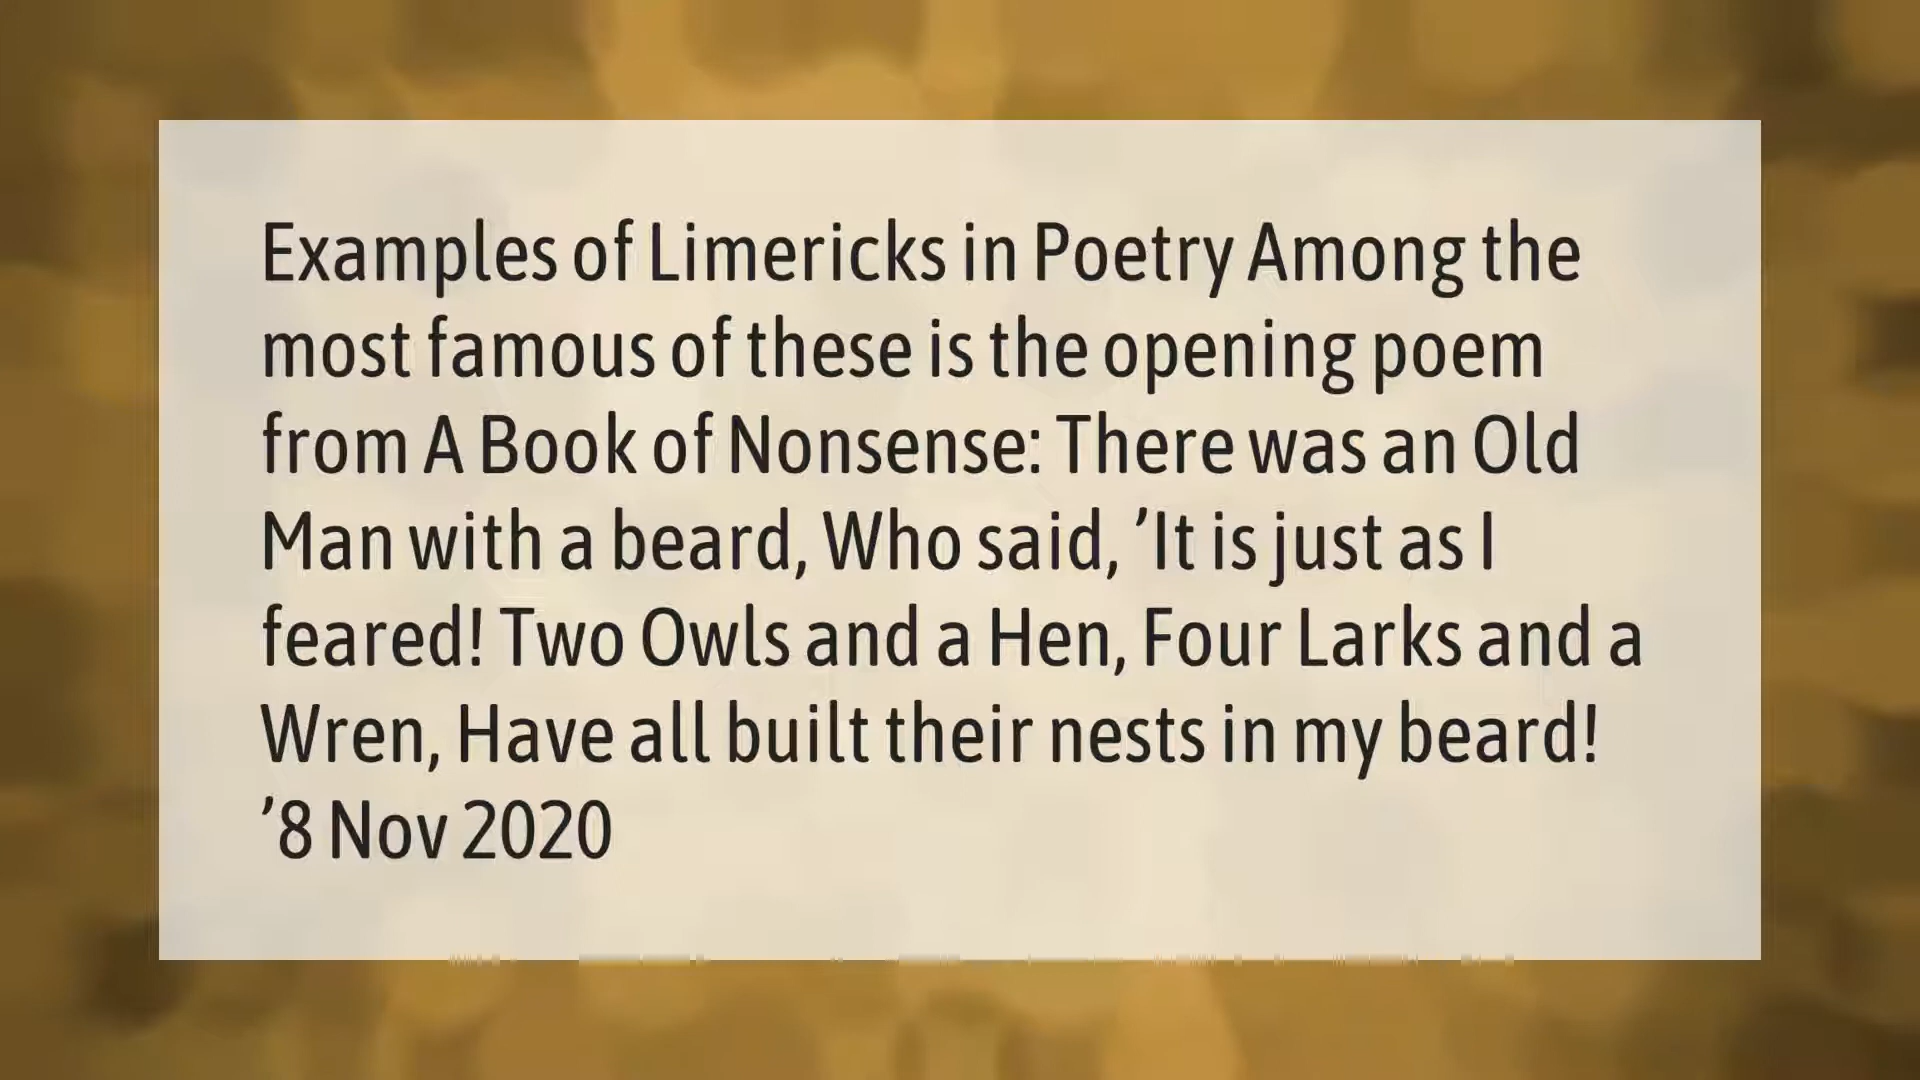 Examples of Limericks in Poetry Among the
most famous of these is the opening poem
from A Book of Nonsense: There was an Old
Man with a beard, Who said, ’It is just as I
feared! Two Owls and a Hen, Four Larks and a
Wren, Have all built their nests in my beard!
’8 Nov 2020